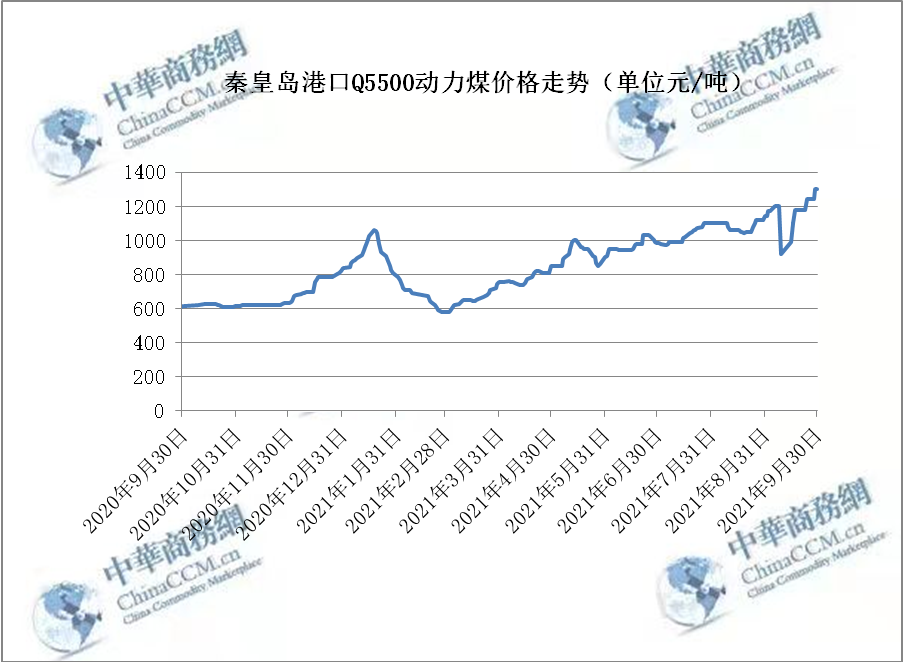 中華商務網
ChinaCCM.cn
China Commodity Marketplace
中華商務網
ChinaCCM.cn
China Commodity Marketplace
秦皇岛港口Q5500动力煤价格走势（单位元/吨）
1400
1200
1000
800
600
400
200
0
2020年9月30日
2020年10月31日
2020年11月30日
2020年12月31日
2021年1月31日
2021年2月28日
2021年3月31日
2021年4月30日
2021年5月31日
2021年6月30日
2021年7月31日
2021年8月31日
2021年9月30日
中華商務網
ChinaCCM.cn
China Commodity Marketplace
中華商務網
ChinaCCM.cn
China Commodity Marketplace